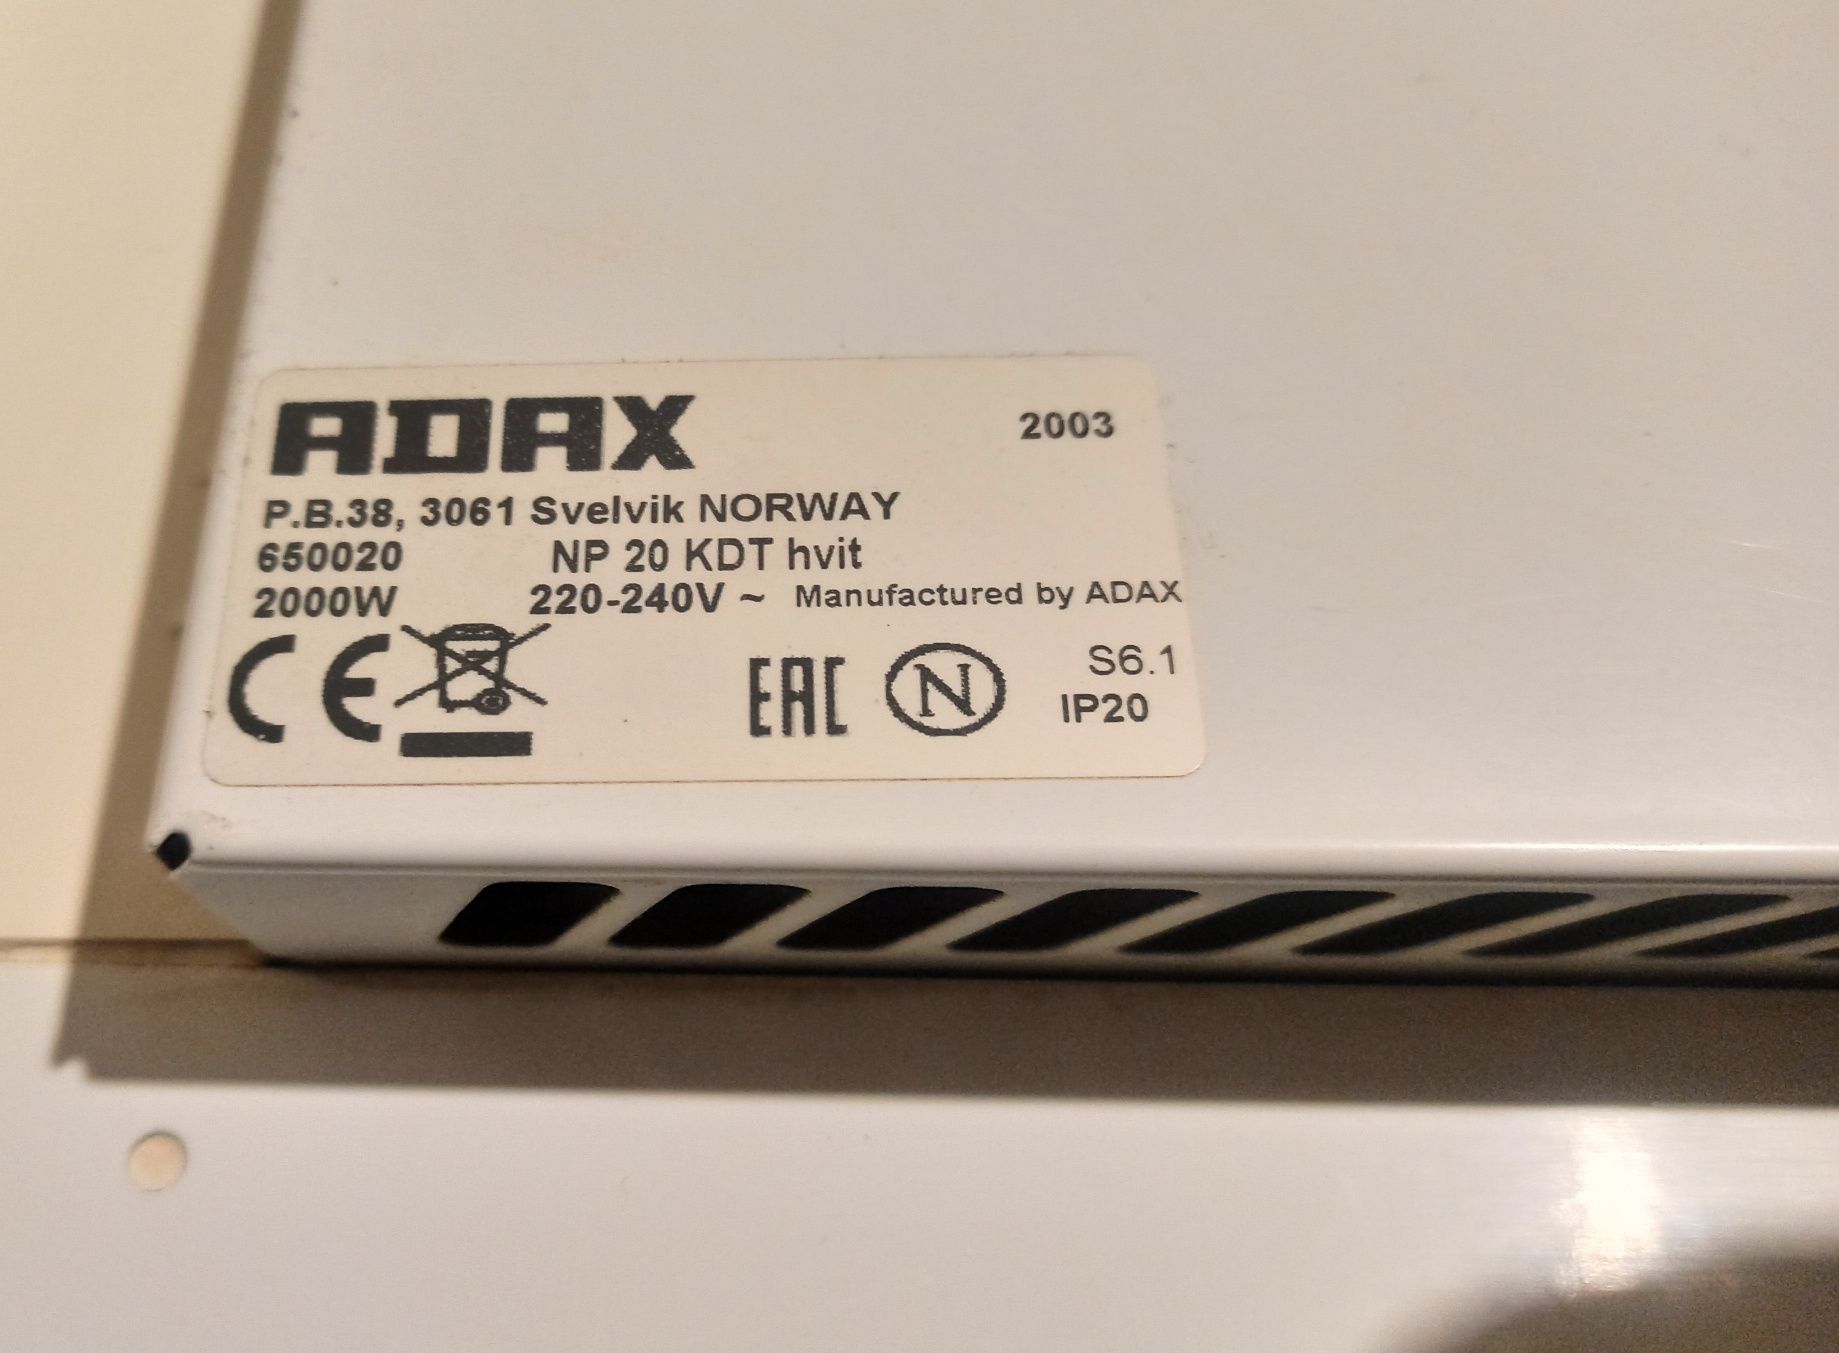 ADAX 2003
P.B.38, 3061 Svelvik NORWAY
650020 NP 20 KDT hvit
2000W 220-240V ~ Manufactured by ADAX
CE EAC N S6.1
IP20